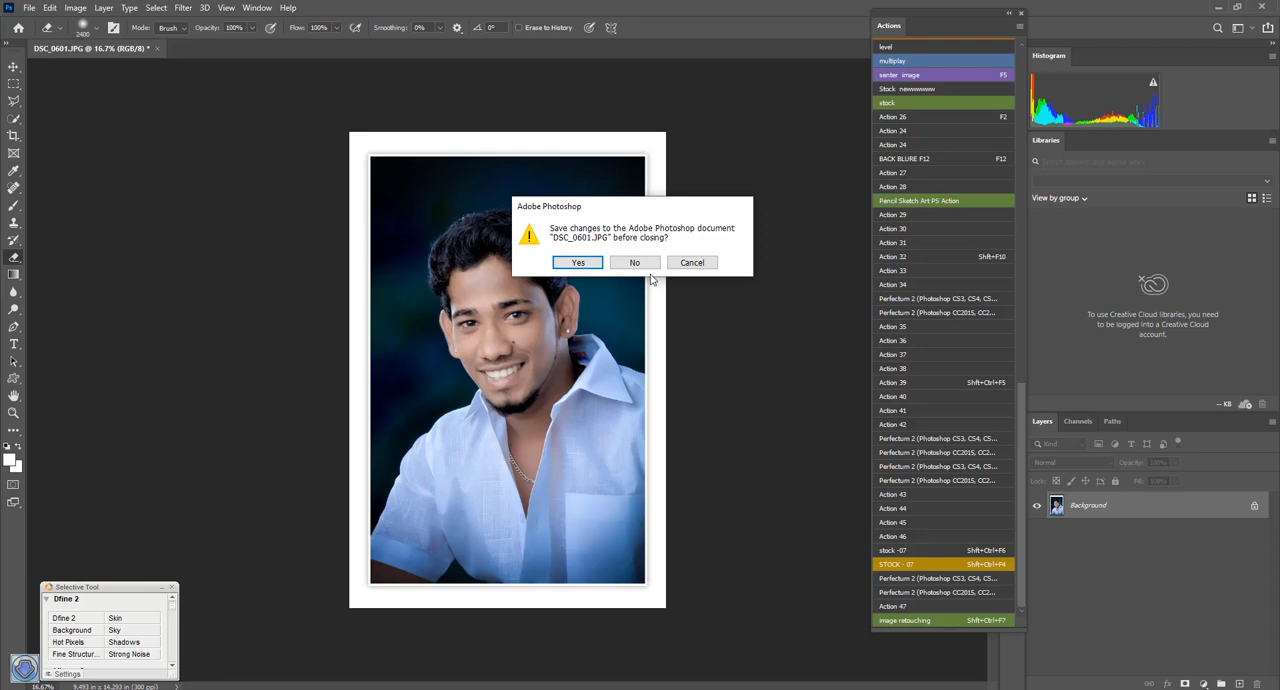 File Edit Image Layer Type Select Filter 3D View Window Help
Mode: Brush Opacity: 100% Flow: 100% Smoothing: 0% 0° Erase to History
2400
DSC_0601.JPG @ 16.7% (RGB/8) *
Actions
level
multiplay
senter image F5
Stock newwwwww
stock
Action 26 F2
Action 24
Action 24
BACK BLURE F12 F12
Action 27
Action 28
Pencil Sketch Art PS Action
Action 29
Action 30
Action 31
Action 32 Shft+F10
Action 33
Action 34
Perfectum 2 (Photoshop CS3, CS4, CS...
Perfectum 2 (Photoshop CC2015, CC2...
Action 35
Action 36
Action 37
Action 38
Action 39 Shft+Ctrl+F5
Action 40
Action 41
Action 42
Perfectum 2 (Photoshop CS3, CS4, CS...
Perfectum 2 (Photoshop CC2015, CC2...
Perfectum 2 (Photoshop CS3, CS4, CS...
Perfectum 2 (Photoshop CC2015, CC2...
Action 43
Action 44
Action 45
Action 46
stock -07 Shft+Ctrl+F6
STOCK - 07 Shft+Ctrl+F4
Perfectum 2 (Photoshop CS3, CS4, CS...
Perfectum 2 (Photoshop CC2015, CC2...
Action 47
image retouching Shft+Ctrl+F7
Histogram
Libraries
View by group
To use Creative Cloud libraries, you need
to be logged into a Creative Cloud
account.
-- KB
Layers Channels Paths
Kind
Normal Opacity: 100%
Lock: Fill: 100%
Background
Adobe Photoshop
Save changes to the Adobe Photoshop document
"DSC_0601.JPG" before closing?
Yes No Cancel
Selective Tool
Dfine 2
Dfine 2 Skin
Background Sky
Hot Pixels Shadows
Fine Structur... Strong Noise
Settings
16.67% 9.493 in x 14.293 in (300 ppi)